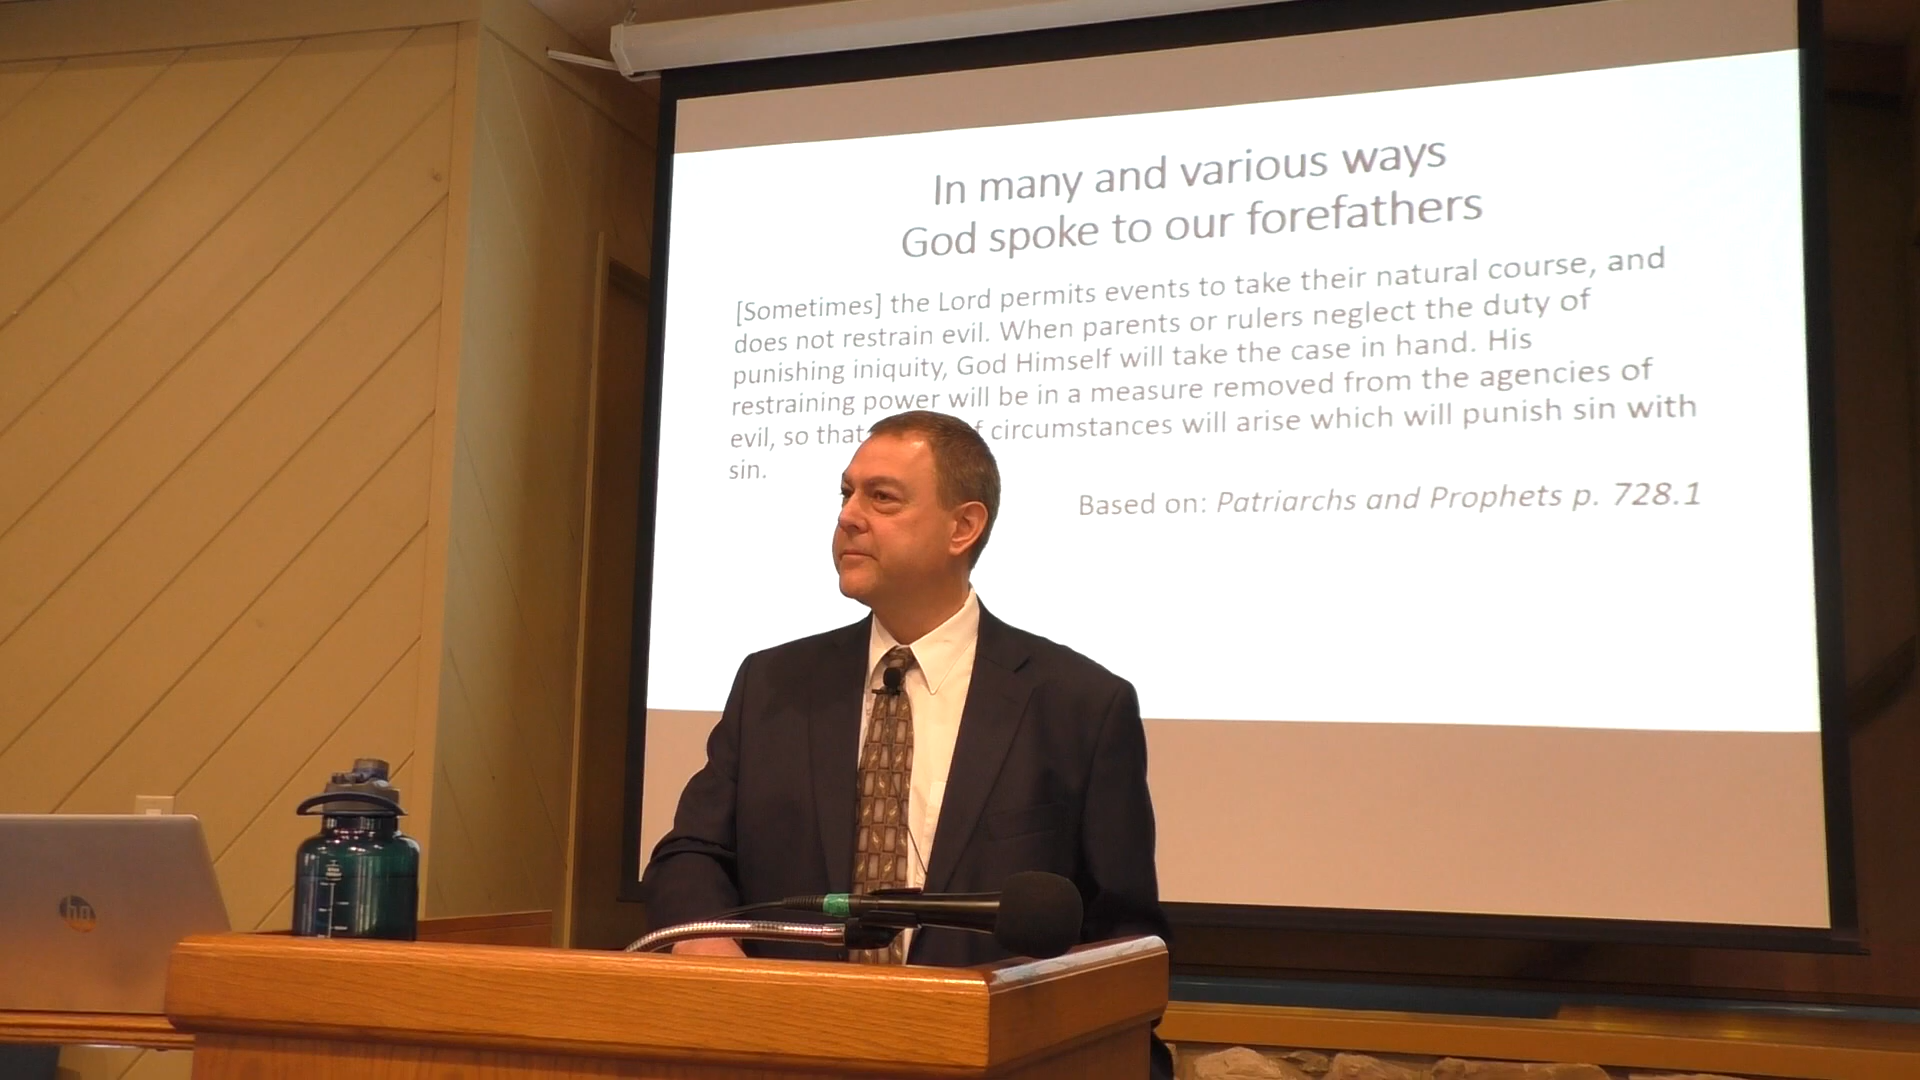 In many and various ways
God spoke to our forefathers
[Sometimes] the Lord permits events to take their natural course, and
does not restrain evil. When parents or rulers neglect the duty of
punishing iniquity, God Himself will take the case in hand. His
restraining power will be in a measure removed from the agencies of
evil, so that circumstances will arise which will punish sin with
sin.
Based on: Patriarchs and Prophets p. 728.1
hp